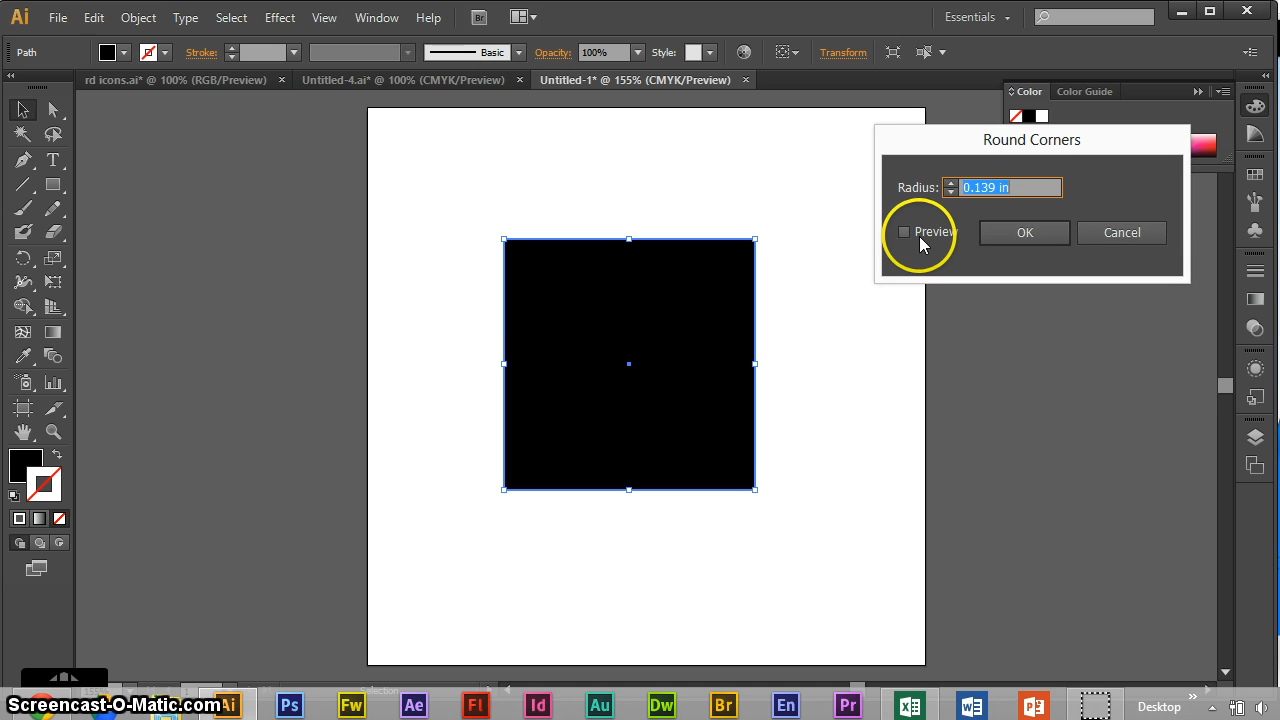 Ai File Edit Object Type Select Effect View Window Help Br Essentials
Path Stroke: Basic Opacity: 100% Style: Transform
rd icons.ai* @ 100% (RGB/Preview) × Untitled-4.ai* @ 100% (CMYK/Preview) × Untitled-1* @ 155% (CMYK/Preview) ×
Color Color Guide
Round Corners
Radius: 0.139 in
Preview OK Cancel
T
Selection
Screencast-O-Matic.com Ai Ps Fw Ae Fl Id Au Dw Br En Pr Desktop